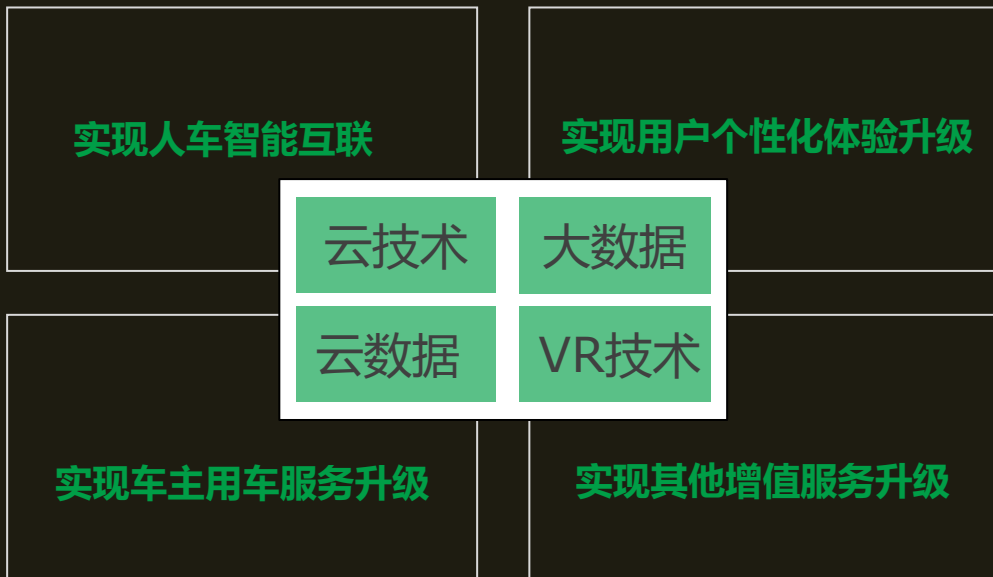 实现人车智能互联
实现用户个性化体验升级
云技术
大数据
云数据
VR技术
实现车主用车服务升级
实现其他增值服务升级